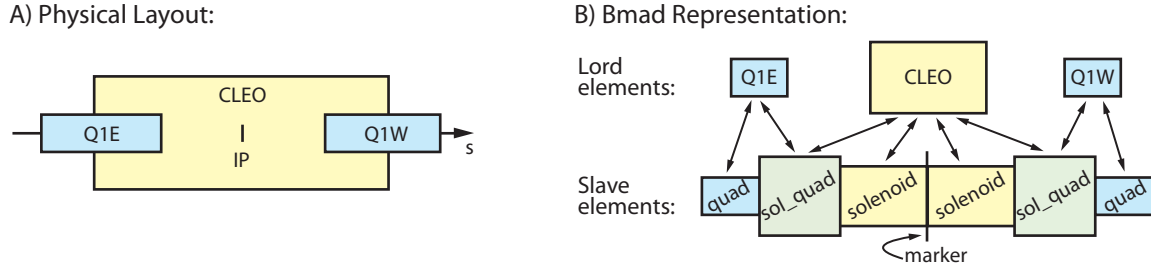 A) Physical Layout:
CLEO
Q1E
Q1W
IP
s
B) Bmad Representation:
Lord
elements:
Q1E
CLEO
Q1W
Slave
elements:
quad
sol_quad
solenoid
solenoid
sol_quad
quad
marker